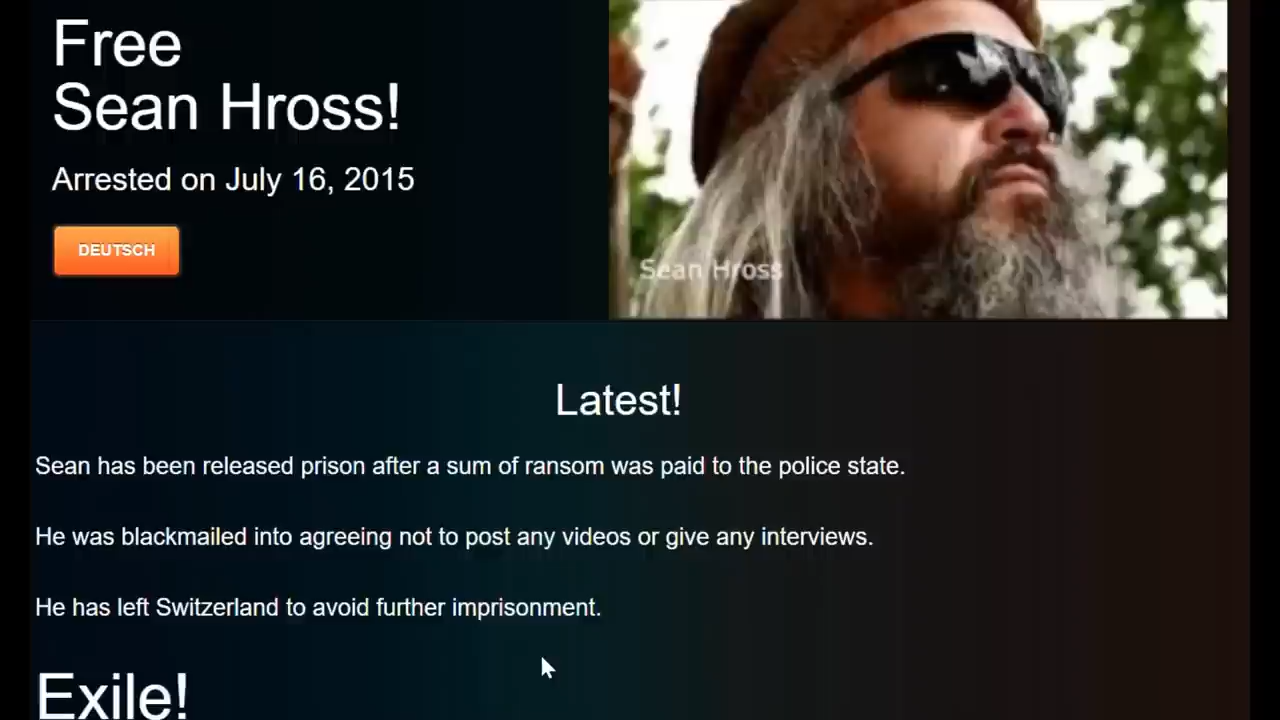 Free
Sean Hross!
Arrested on July 16, 2015
DEUTSCH
Sean Hross
Latest!
Sean has been released prison after a sum of ransom was paid to the police state.
He was blackmailed into agreeing not to post any videos or give any interviews.
He has left Switzerland to avoid further imprisonment.
Exile!